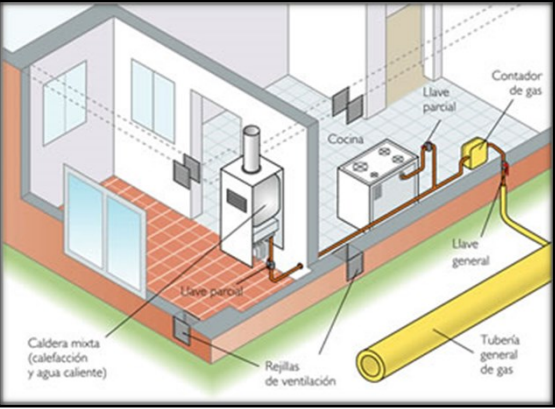 Contador
de gas
Llave
parcial
Cocina
Llave
general
Llave parcial
Caldera mixta
(calefacción
y agua caliente)
Rejillas
de ventilación
Tubería
general
de gas